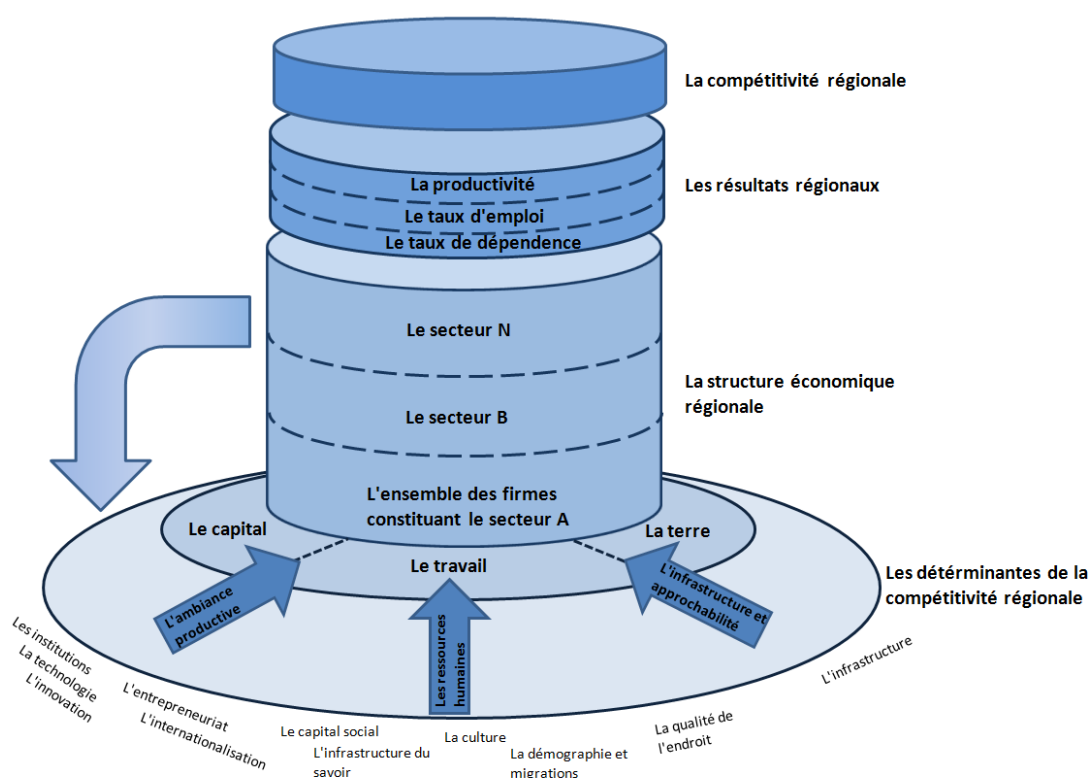 La compétitivité régionale
La productivité
Les résultats régionaux
Le taux d'emploi
Le taux de dépendence
Le secteur N
La structure économique
régionale
Le secteur B
L'ensemble des firmes
constituant le secteur A
Le capital
La terre
Le travail
Les détérminantes de la
compétitivité régionale
L'ambiance
productive
Les ressources
humaines
L'infrastructure et
approchabilité
Les institutions
La technologie
L'innovation
L'entrepreneuriat
L'internationalisation
Le capital social
L'infrastructure du
savoir
La culture
La démographie et
migrations
La qualité de
l'endroit
L'infrastructure